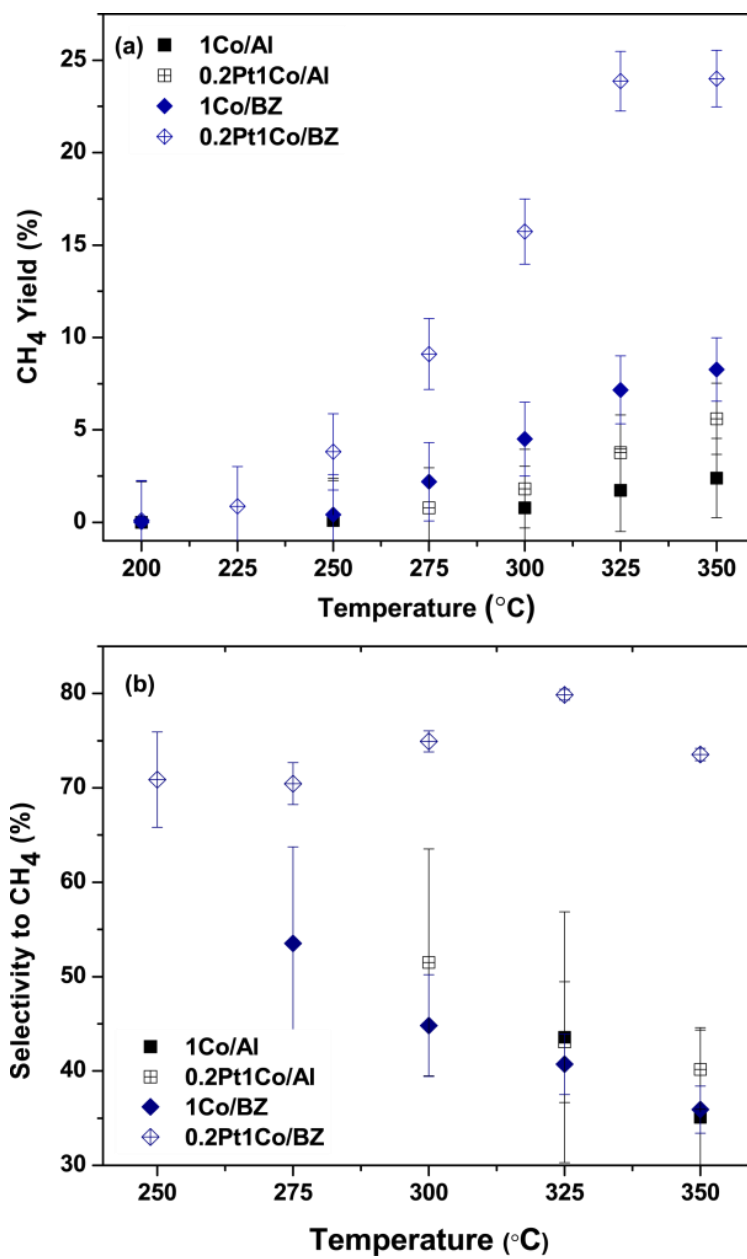 (a)
1Co/Al
0.2Pt1Co/Al
1Co/BZ
0.2Pt1Co/BZ
CH4 Yield (%)
25
20
15
10
5
0
200 225 250 275 300 325 350
Temperature (°C)
(b)
Selectivity to CH4 (%)
80
70
60
50
40
30
1Co/Al
0.2Pt1Co/Al
1Co/BZ
0.2Pt1Co/BZ
250 275 300 325 350
Temperature (°C)